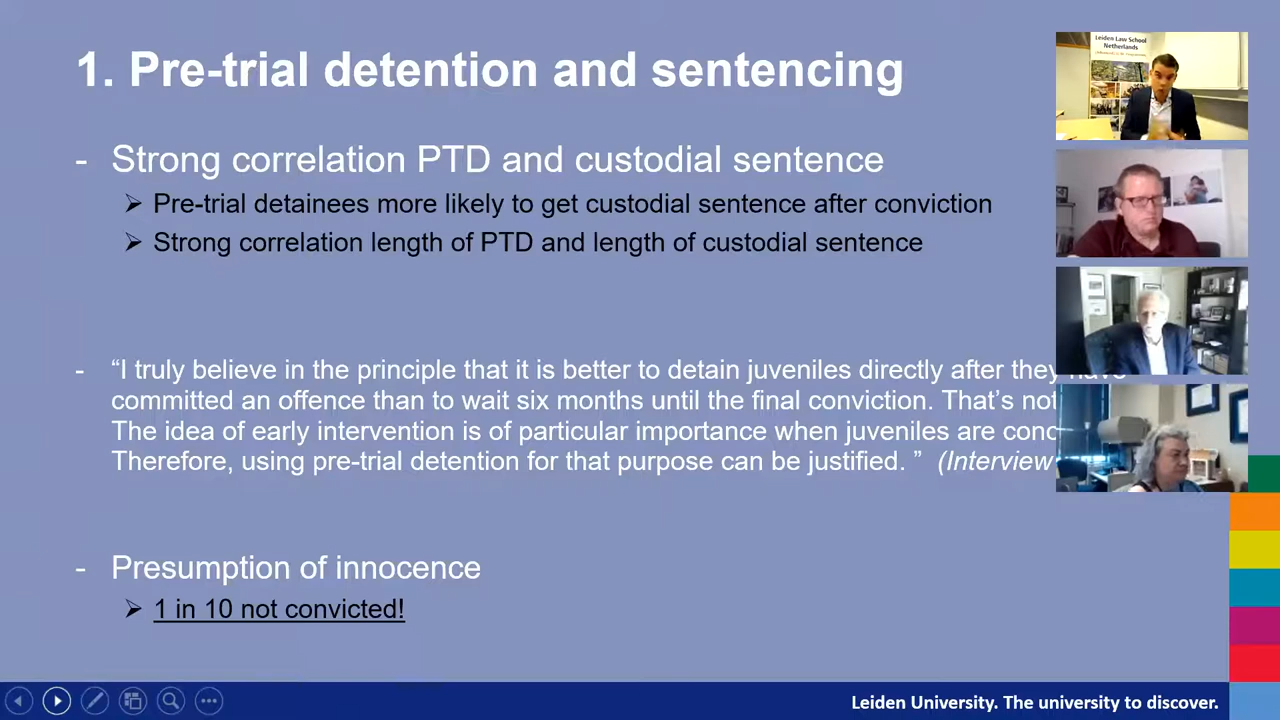 1. Pre-trial detention and sentencing
- Strong correlation PTD and custodial sentence
➢ Pre-trial detainees more likely to get custodial sentence after conviction
➢ Strong correlation length of PTD and length of custodial sentence
- “I truly believe in the principle that it is better to detain juveniles directly after they have
committed an offence than to wait six months until the final conviction. That’s not
The idea of early intervention is of particular importance when juveniles are
Therefore, using pre-trial detention for that purpose can be justified. ” (Interview
- Presumption of innocence
➢ 1 in 10 not convicted!
Leiden University. The university to discover.
Leiden Law School
Netherlands